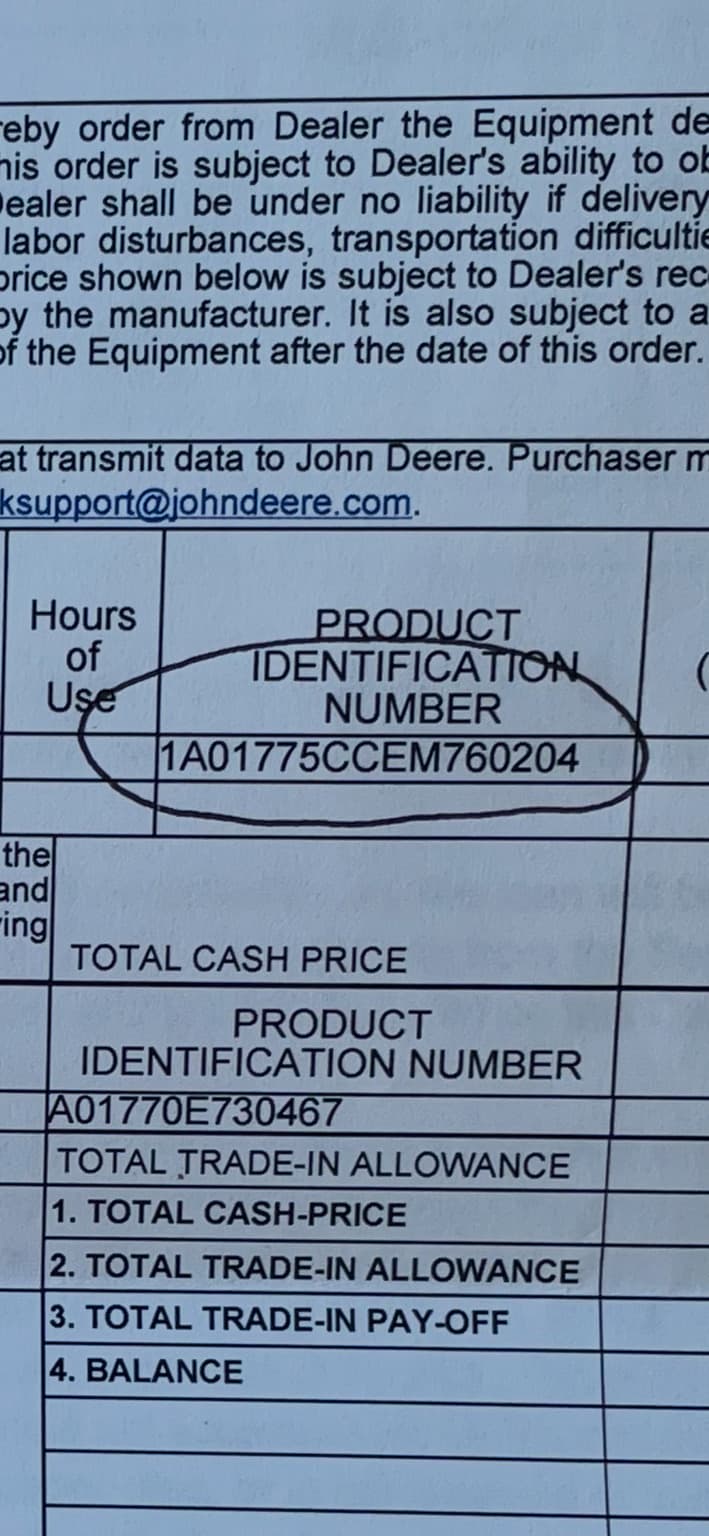 reby order from Dealer the Equipment de
his order is subject to Dealer's ability to ob
Dealer shall be under no liability if delivery
labor disturbances, transportation difficultie
price shown below is subject to Dealer's rec
by the manufacturer. It is also subject to a
of the Equipment after the date of this order.
at transmit data to John Deere. Purchaser m
ksupport@johndeere.com.
Hours
of
Use
PRODUCT
IDENTIFICATION
NUMBER
(
1A01775CCEM760204
the
and
ing
TOTAL CASH PRICE
PRODUCT
IDENTIFICATION NUMBER
A01770E730467
TOTAL TRADE-IN ALLOWANCE
1. TOTAL CASH-PRICE
2. TOTAL TRADE-IN ALLOWANCE
3. TOTAL TRADE-IN PAY-OFF
4. BALANCE